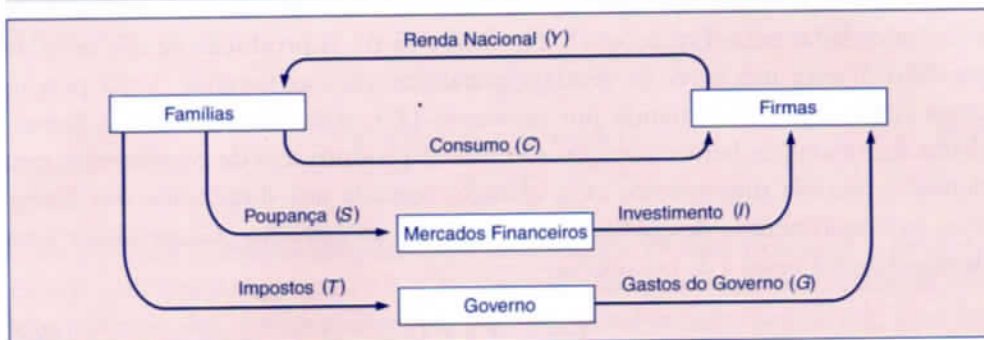 Renda Nacional (Y)
Famílias
Firmas
Consumo (C)
Poupança (S)
Investimento (I)
Mercados Financeiros
Impostos (T)
Gastos do Governo (G)
Governo